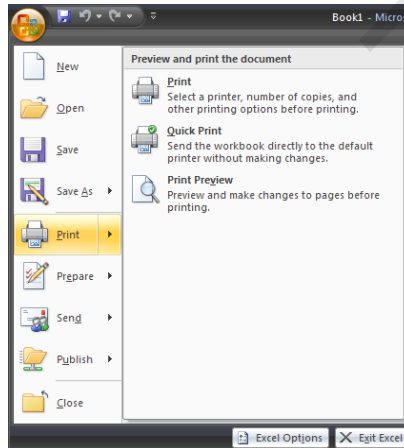 Book1 - Micros
New
Open
Save
Save As
Print
Prepare
Send
Publish
Close
Preview and print the document
Print
Select a printer, number of copies, and
other printing options before printing.
Quick Print
Send the workbook directly to the default
printer without making changes.
Print Preview
Preview and make changes to pages before
printing.
Excel Options
Exit Excel